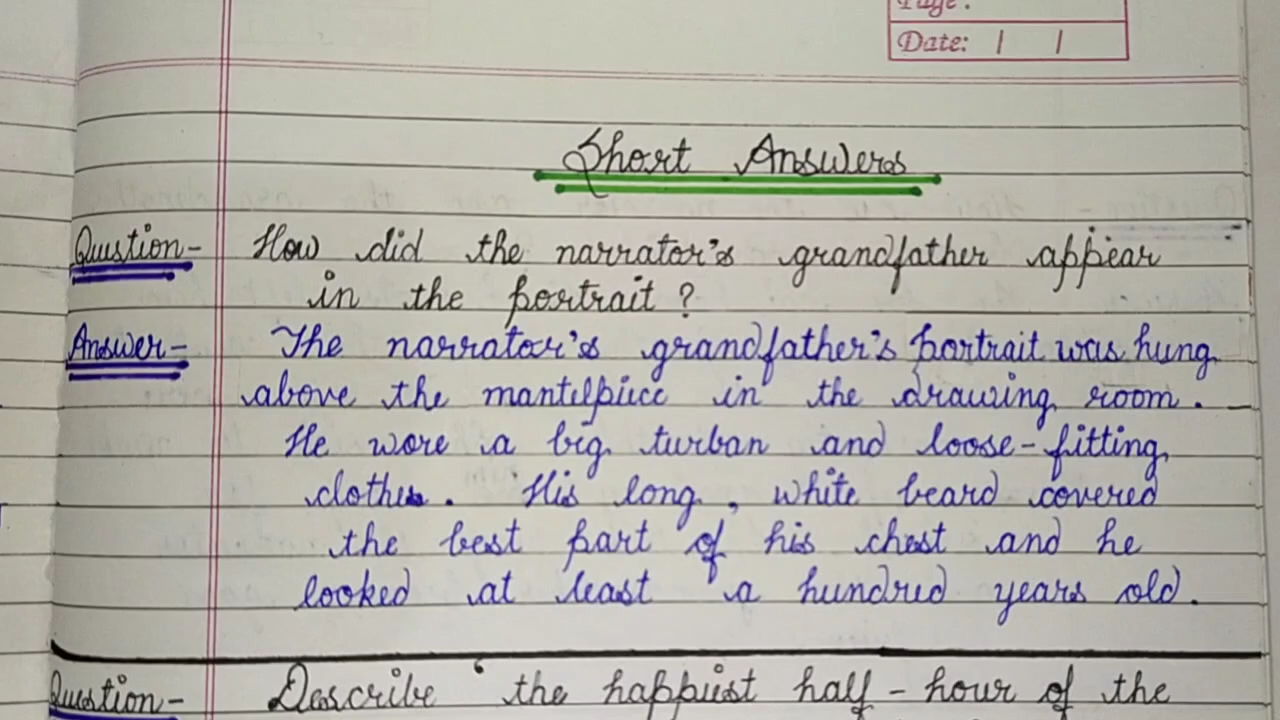 Page:
Date: / /
Short Answers
Question- How did the narrator's grandfather appear
in the portrait?
Answer- The narrator's grandfather's portrait was hung
above the mantelpiece in the drawing room.
He wore a big turban and loose-fitting
clothes. His long, white beard covered
the best part of his chest and he
looked at least a hundred years old.
Question- Describe the happiest half-hour of the